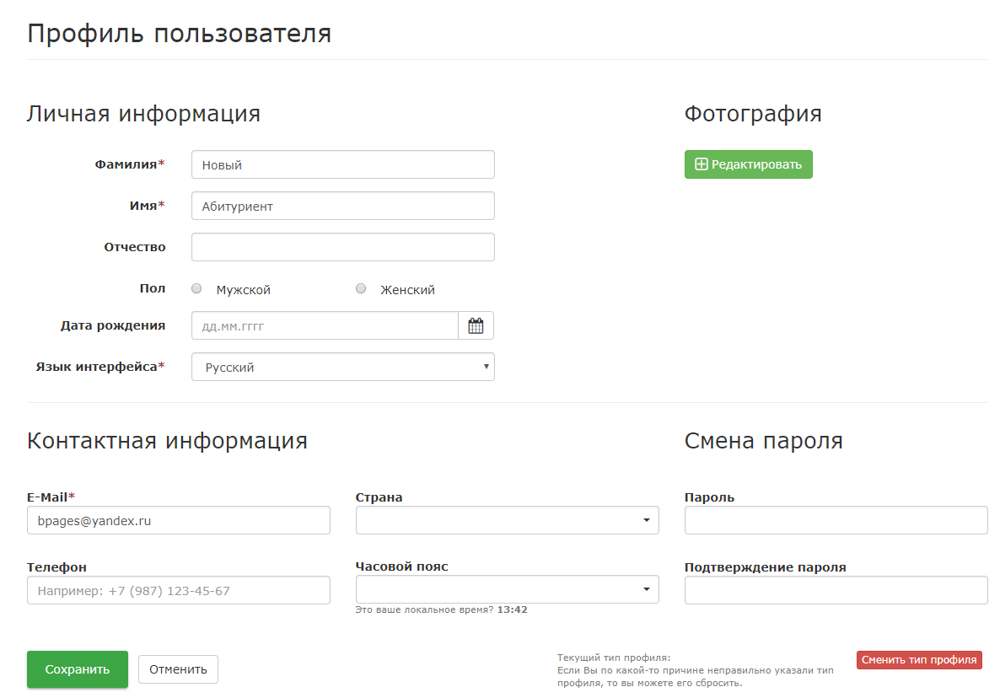 Профиль пользователя
Личная информация
Фамилия*
Новый
Имя*
Абитуриент
Отчество
Пол
Мужской
Женский
Дата рождения
дд.мм.гггг
Язык интерфейса*
Русский
Фотография
Редактировать
Контактная информация
E-Mail*
bpages@yandex.ru
Страна
Телефон
Например: +7 (987) 123-45-67
Часовой пояс
Это ваше локальное время? 13:42
Смена пароля
Пароль
Подтверждение пароля
Сохранить
Отменить
Текущий тип профиля:
Если Вы по какой-то причине неправильно указали тип
профиля, то вы можете его сбросить.
Сменить тип профиля